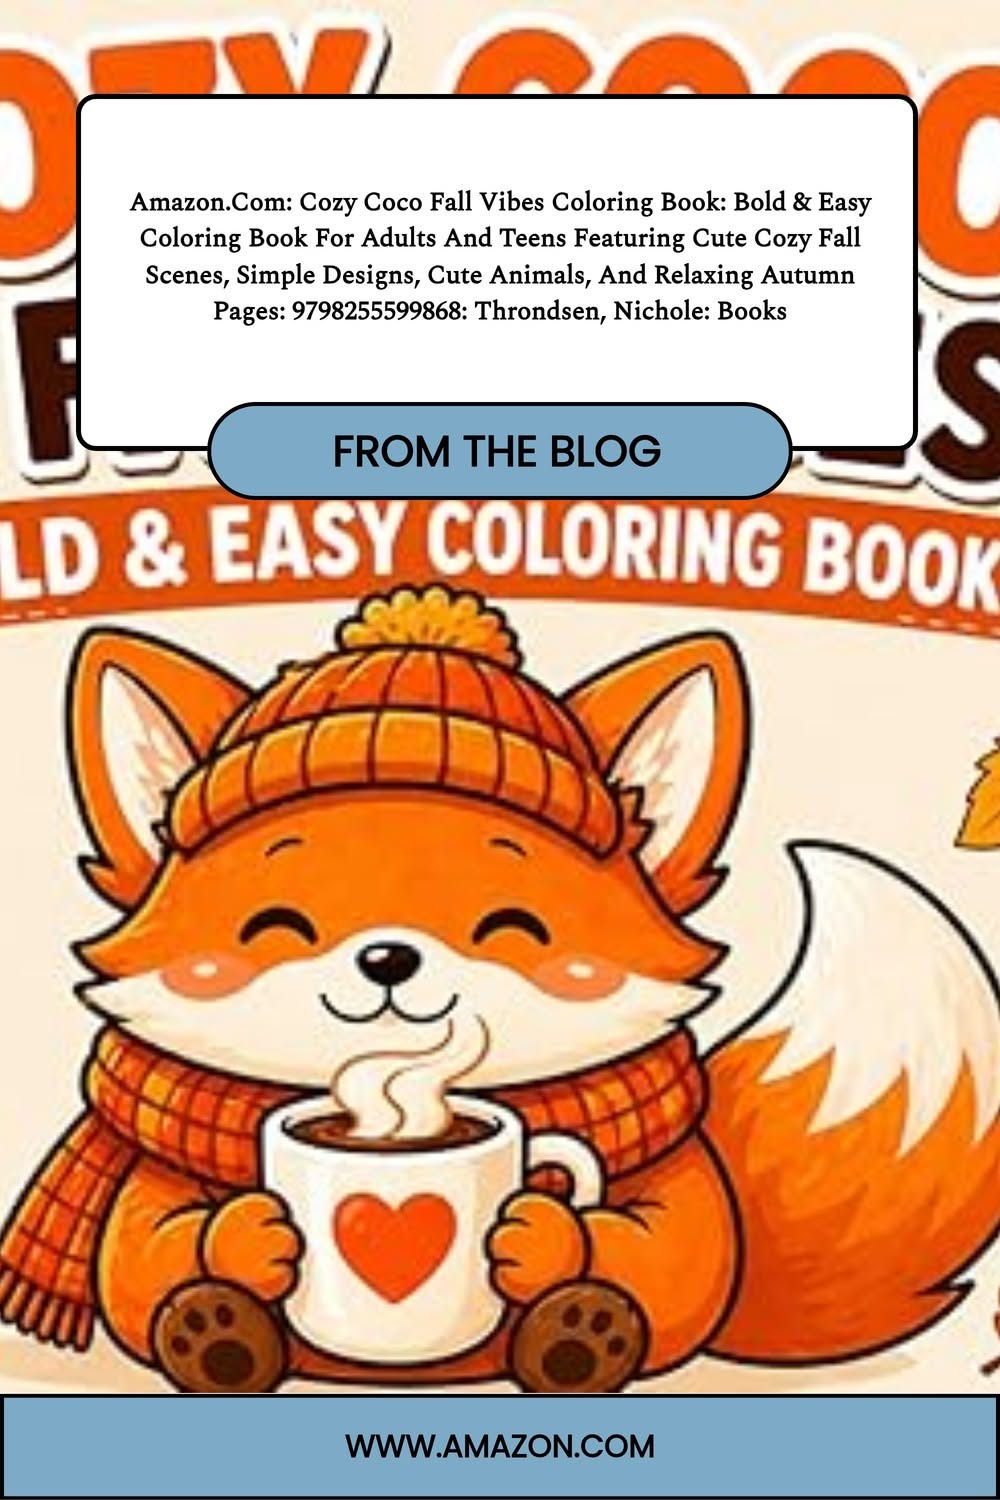 OZY COCO
Amazon.Com: Cozy Coco Fall Vibes Coloring Book: Bold & Easy
Coloring Book For Adults And Teens Featuring Cute Cozy Fall
Scenes, Simple Designs, Cute Animals, And Relaxing Autumn
Pages: 9798255599868: Throndsen, Nichole: Books
FROM THE BLOG
LD & EASY COLORING BOOK
WWW.AMAZON.COM